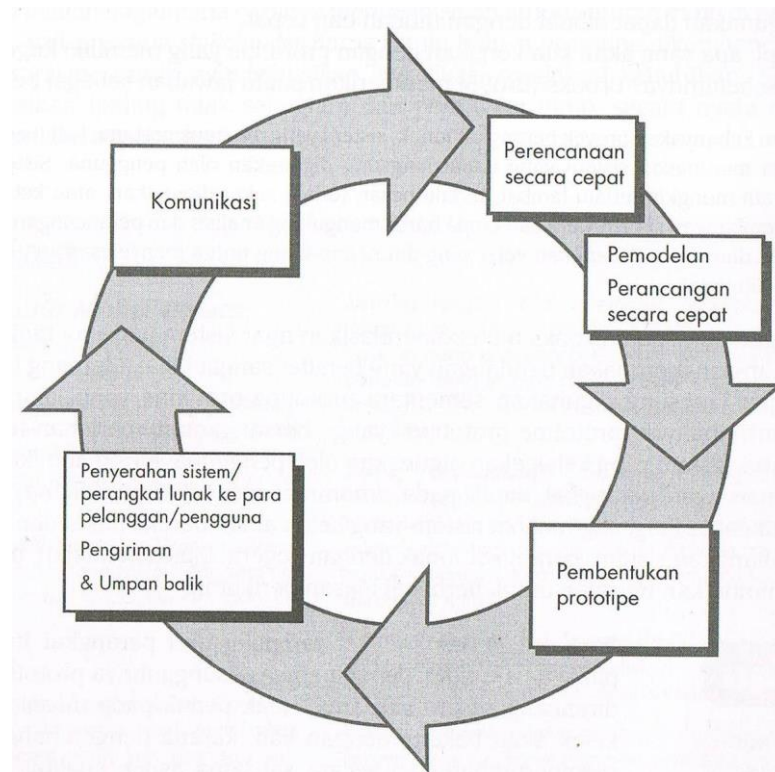 Komunikasi
Perencanaan
secara cepat
Pemodelan
Perancangan
secara cepat
Pembentukan
prototipe
Penyerahan sistem/
perangkat lunak ke para
pelanggan/pengguna
Pengiriman
& Umpan balik